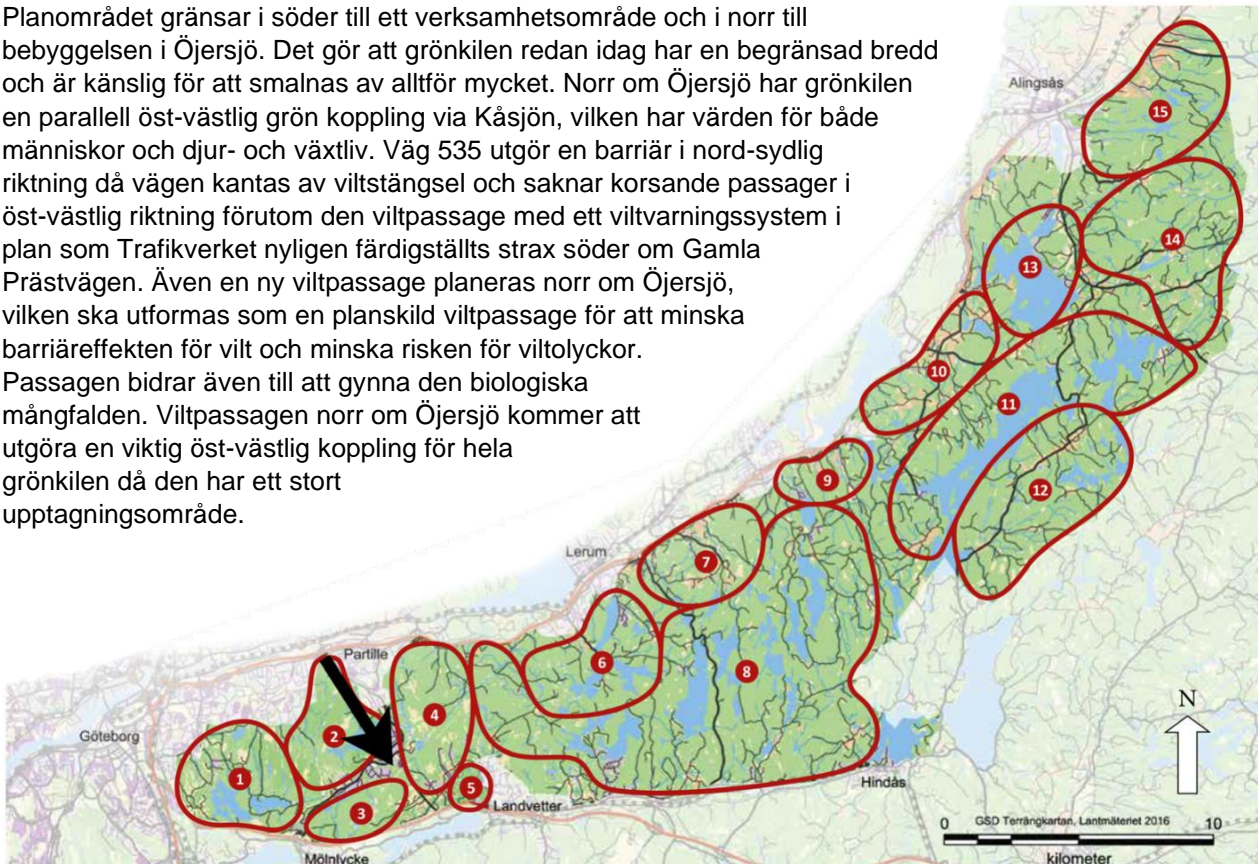 Planområdet gränsar i söder till ett verksamhetsområde och i norr till
bebyggelsen i Öjersjö. Det gör att grönkilen redan idag har en begränsad bredd
och är känslig för att smalnas av alltför mycket. Norr om Öjersjö har grönkilen
en parallell öst-västlig grön koppling via Kåsjön, vilken har värden för både
människor och djur- och växtliv. Väg 535 utgör en barriär i nord-sydlig
riktning då vägen kantas av viltstängsel och saknar korsande passager i
öst-västlig riktning förutom den viltpassage med ett viltvarningssystem i
plan som Trafikverket nyligen färdigställts strax söder om Gamla
Prästvägen. Även en ny viltpassage planeras norr om Öjersjö,
vilken ska utformas som en planskild viltpassage för att minska
barriäreffekten för vilt och minska risken för viltolyckor.
Passagen bidrar även till att gynna den biologiska
mångfalden. Viltpassagen norr om Öjersjö kommer att
utgöra en viktig öst-västlig koppling för hela
grönkilen då den har ett stort
upptagningsområde.
Alingsås
15
14
13
10
11
9
12
Lerum
7
6
8
Partille
4
2
Göteborg
1
3
5
Landvetter
Mölnlycke
Hindås
N
0 GSD Terrängkartan, Lantmäteriet 2016 10
kilometer